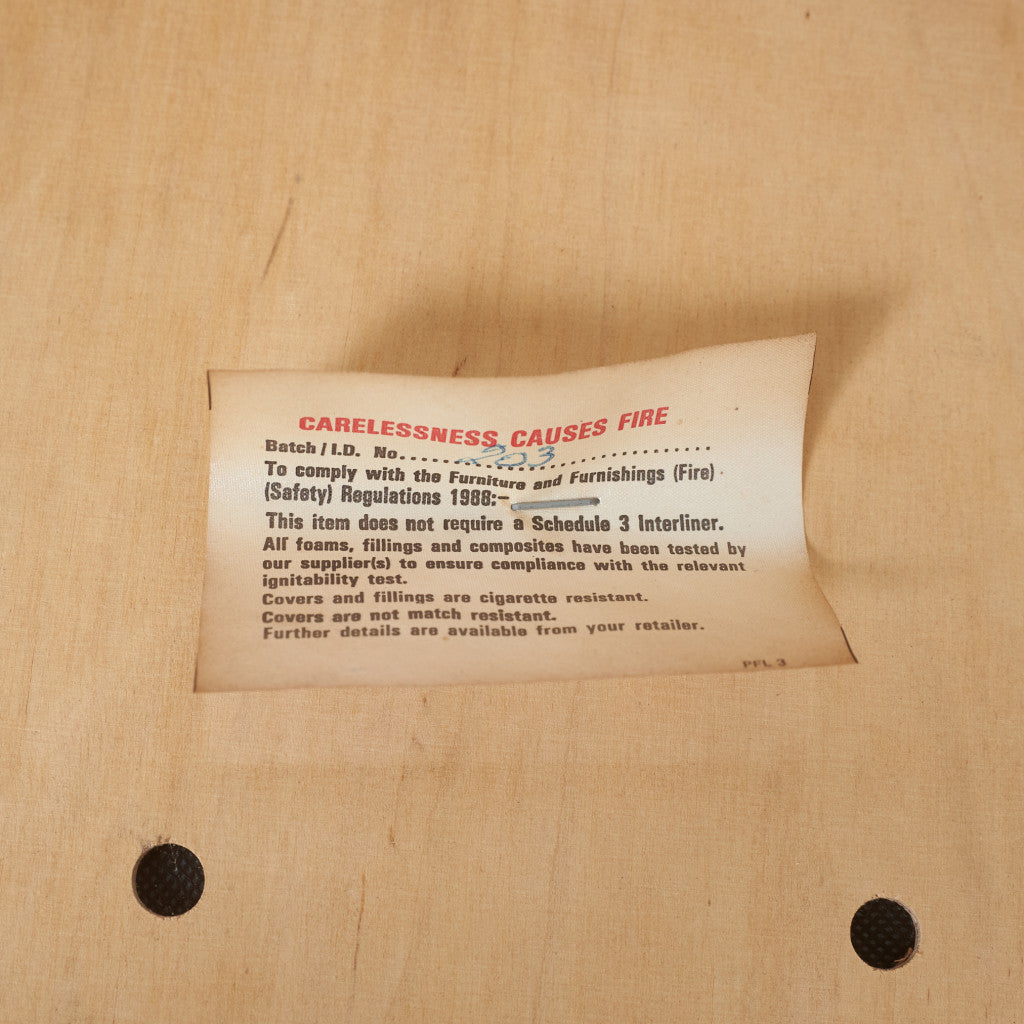 CARELESSNESS CAUSES FIRE
Batch / I.D. No. 203
To comply with the Furniture and Furnishings (Fire)
(Safety) Regulations 1988:-
This item does not require a Schedule 3 Interliner.
All foams, fillings and composites have been tested by
our supplier(s) to ensure compliance with the relevant
ignitability test.
Covers and fillings are cigarette resistant.
Covers are not match resistant.
Further details are available from your retailer.
PFL 3